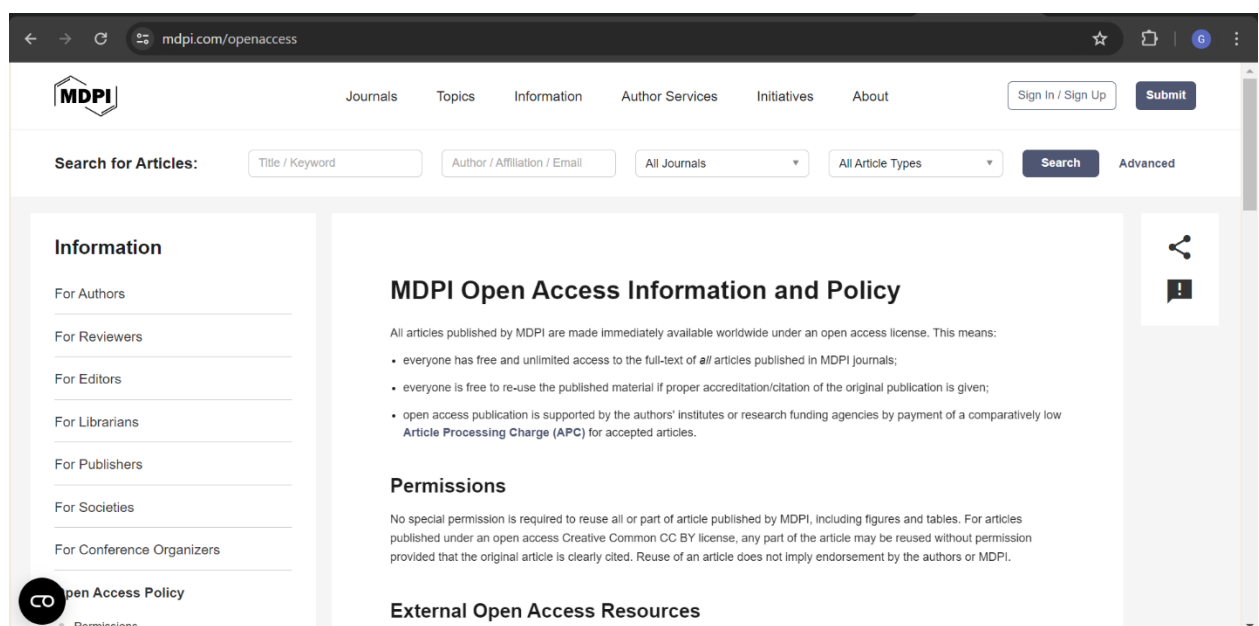 mdpi.com/openaccess
G
MDPI
Journals Topics Information Author Services Initiatives About Sign In / Sign Up Submit
Search for Articles: Title / Keyword Author / Affiliation / Email All Journals All Article Types Search Advanced
Information
For Authors
For Reviewers
For Editors
For Librarians
For Publishers
For Societies
For Conference Organizers
Open Access Policy
Permissions
MDPI Open Access Information and Policy
All articles published by MDPI are made immediately available worldwide under an open access license. This means:
• everyone has free and unlimited access to the full-text of all articles published in MDPI journals;
• everyone is free to re-use the published material if proper accreditation/citation of the original publication is given;
• open access publication is supported by the authors' institutes or research funding agencies by payment of a comparatively low
Article Processing Charge (APC) for accepted articles.
Permissions
No special permission is required to reuse all or part of article published by MDPI, including figures and tables. For articles
published under an open access Creative Common CC BY license, any part of the article may be reused without permission
provided that the original article is clearly cited. Reuse of an article does not imply endorsement by the authors or MDPI.
External Open Access Resources